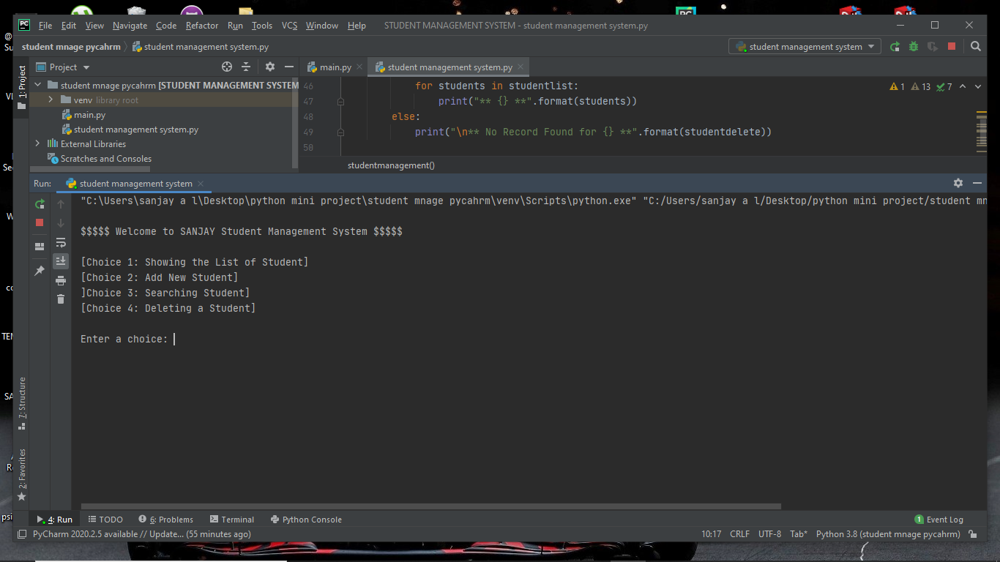 File Edit View Navigate Code Refactor Run Tools VCS Window Help STUDENT MANAGEMENT SYSTEM - student management system.py
student mnage pycahrm student management system.py student management system
1: Project
Project main.py student management system.py
student mnage pycahrm [STUDENT MANAGEMENT SYSTEM
venv library root
main.py
student management system.py
External Libraries
Scratches and Consoles
46 for students in studentlist: 1 13 7
47 print("** {} **".format(students))
48 else:
49 print("\n** No Record Found for {} **".format(studentdelete))
50
studentmanagement()
Run: student management system
"C:\Users\sanjay a l\Desktop\python mini project\student mnage pycahrm\venv\Scripts\python.exe" "C:/Users/sanjay a l/Desktop/python mini project/student mn
$$$$$ Welcome to SANJAY Student Management System $$$$$
[Choice 1: Showing the List of Student]
[Choice 2: Add New Student]
]Choice 3: Searching Student]
[Choice 4: Deleting a Student]
Enter a choice:
7: Structure
2: Favorites
4: Run TODO 6: Problems Terminal Python Console 1 Event Log
PyCharm 2020.2.5 available // Update... (55 minutes ago) 10:17 CRLF UTF-8 Tab* Python 3.8 (student mnage pycahrm)